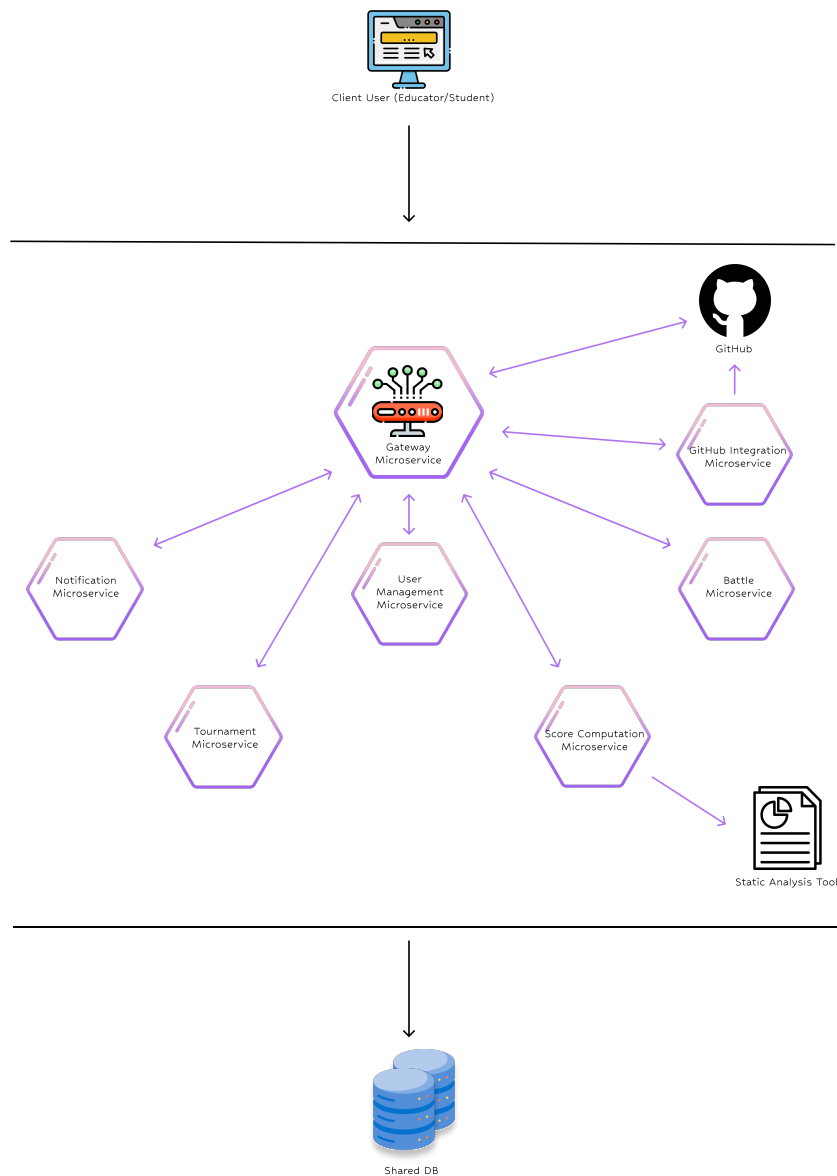 Client User (Educator/Student)
GitHub
Gateway
Microservice
GitHub Integration
Microservice
Notification
Microservice
User
Management
Microservice
Battle
Microservice
Tournament
Microservice
Score Computation
Microservice
Static Analysis Tool
Shared DB